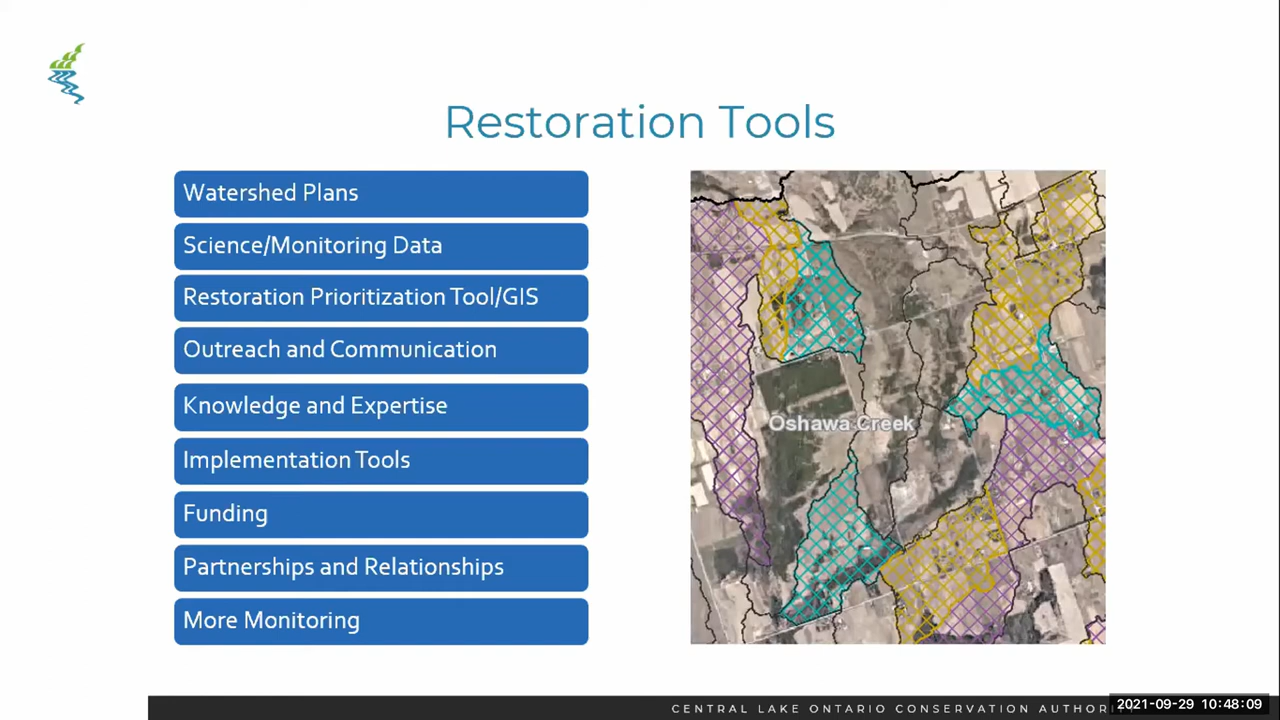 Restoration Tools
Watershed Plans
Science/Monitoring Data
Restoration Prioritization Tool/GIS
Outreach and Communication
Knowledge and Expertise
Implementation Tools
Funding
Partnerships and Relationships
More Monitoring
Oshawa Creek
CENTRAL LAKE ONTARIO CONSERVATION
2021-09-29 10:48:09